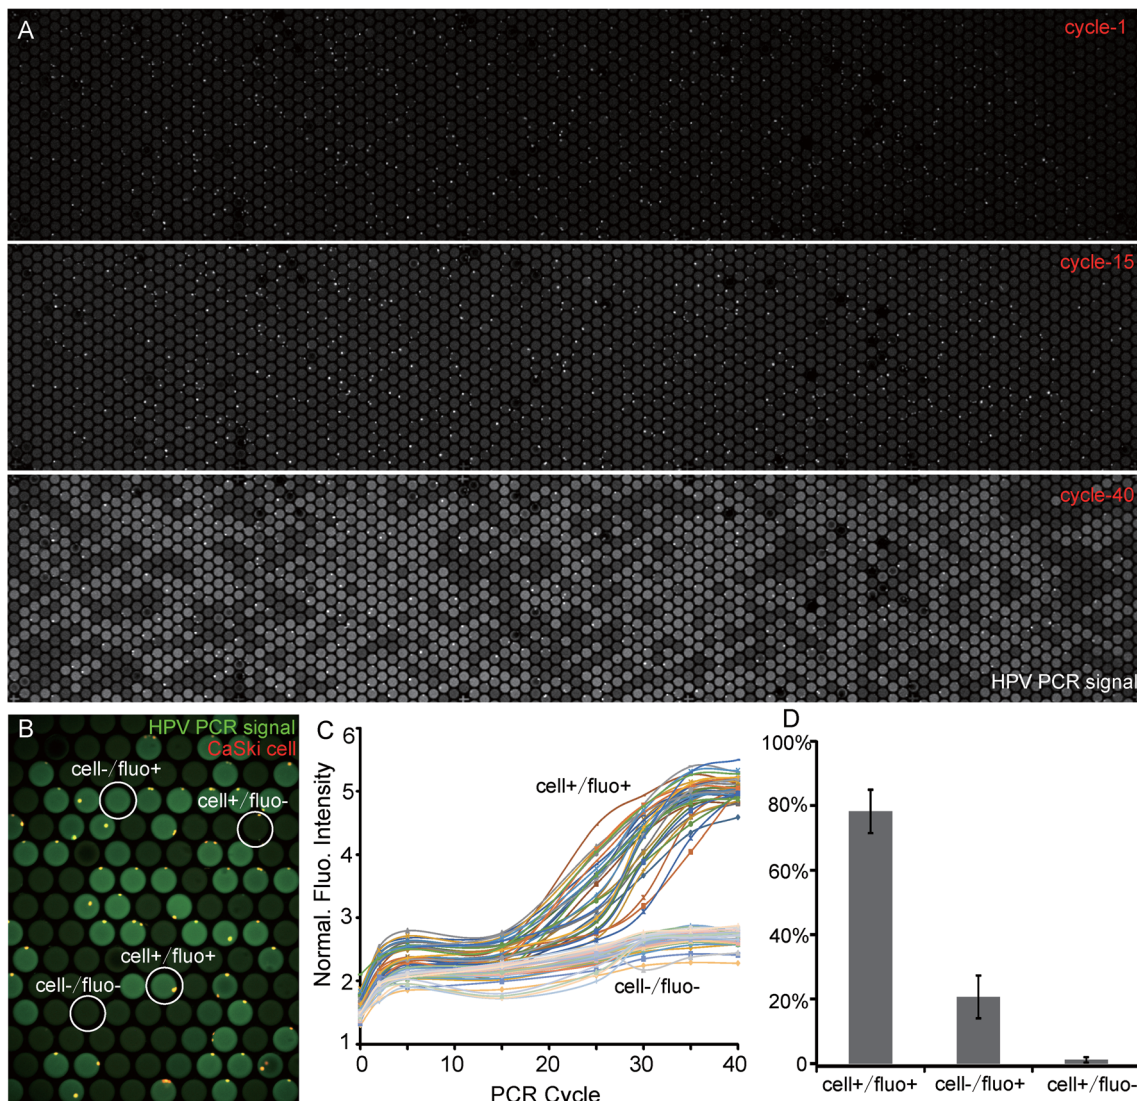 A
cycle-1
cycle-15
cycle-40
HPV PCR signal
B
HPV PCR signal
CaSki cell
cell-/fluo+
cell+/fluo-
cell+/fluo+
cell-/fluo-
C
6
5
4
3
2
1
0
10
20
30
40
Normal. Fluo. Intensity
PCR Cycle
cell+/fluo+
cell-/fluo-
D
100%
80%
60%
40%
20%
0
cell+/fluo+
cell-/fluo+
cell+/fluo-